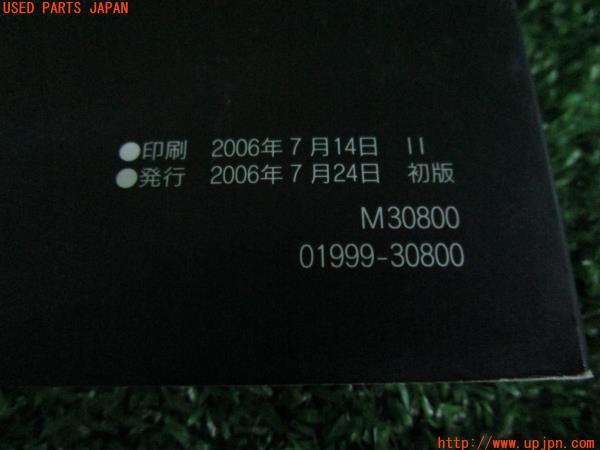 USED PARTS JAPAN
●印刷 2006年7月14日 II
●発行 2006年7月24日 初版
M30800
01999-30800
http://www.upjpn.com/